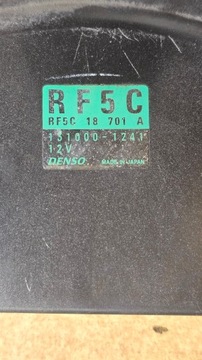 RF5C
RF5C 18 701 A
131000-1241
12V
DENSO MADE IN JAPAN